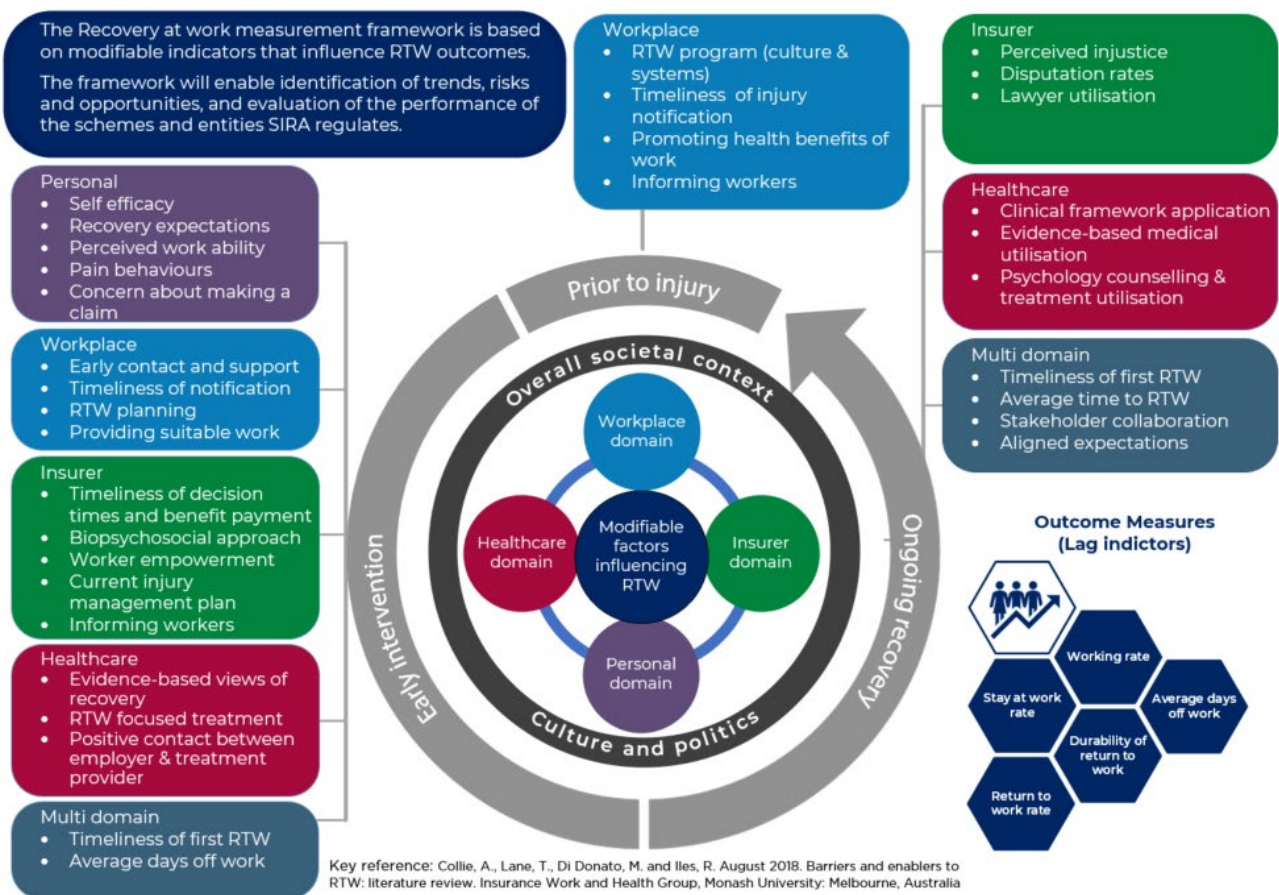 The Recovery at work measurement framework is based
on modifiable indicators that influence RTW outcomes.
The framework will enable identification of trends, risks
and opportunities, and evaluation of the performance of
the schemes and entities SIRA regulates.
Workplace
• RTW program (culture &
systems)
• Timeliness of injury
notification
• Promoting health benefits of
work
• Informing workers
Insurer
• Perceived injustice
• Disputation rates
• Lawyer utilisation
Healthcare
• Clinical framework application
• Evidence-based medical
utilisation
• Psychology counselling &
treatment utilisation
Multi domain
• Timeliness of first RTW
• Average time to RTW
• Stakeholder collaboration
• Aligned expectations
Personal
• Self efficacy
• Recovery expectations
• Perceived work ability
• Pain behaviours
• Concern about making a
claim
Workplace
• Early contact and support
• Timeliness of notification
• RTW planning
• Providing suitable work
Insurer
• Timeliness of decision
times and benefit payment
• Biopsychosocial approach
• Worker empowerment
• Current injury
management plan
• Informing workers
Healthcare
• Evidence-based views of
recovery
• RTW focused treatment
• Positive contact between
employer & treatment
provider
Multi domain
• Timeliness of first RTW
• Average days off work
Prior to injury
Early intervention
Ongoing recovery
Overall societal context
Culture and politics
Workplace
domain
Healthcare
domain
Modifiable
factors
influencing
RTW
Insurer
domain
Personal
domain
Outcome Measures
(Lag indictors)
Working rate
Stay at work
rate
Average days
off work
Durability of
return to
work
Return to
work rate
Key reference: Collie, A., Lane, T., Di Donato, M. and Iles, R. August 2018. Barriers and enablers to
RTW: literature review. Insurance Work and Health Group, Monash University: Melbourne, Australia